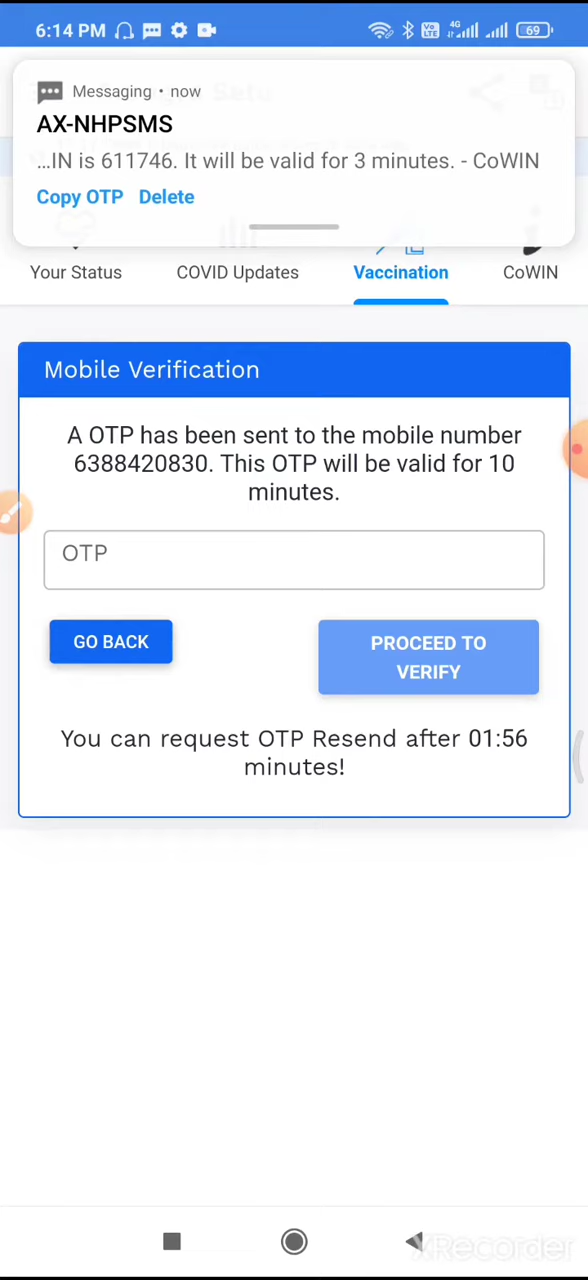 6:14 PM
Vo
LTE
4G
69
Messaging • now
AX-NHPSMS
...IN is 611746. It will be valid for 3 minutes. - CoWIN
Copy OTP Delete
Your Status COVID Updates Vaccination CoWIN
Mobile Verification
A OTP has been sent to the mobile number
6388420830. This OTP will be valid for 10
minutes.
OTP
GO BACK
PROCEED TO
VERIFY
You can request OTP Resend after 01:56
minutes!
XRecorder